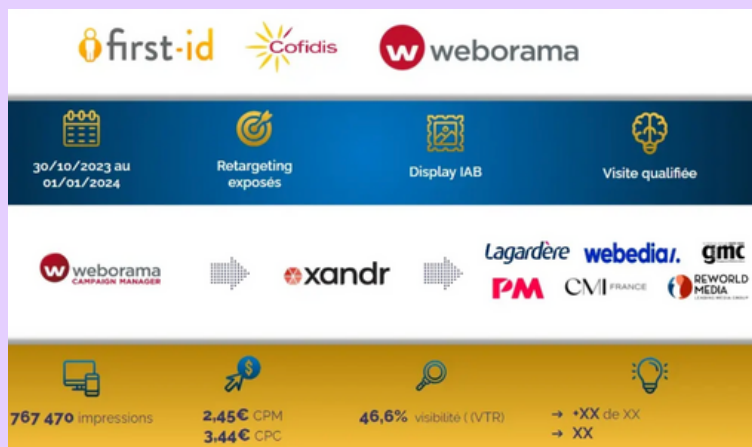 first-id Cofidis weborama
30/10/2023 au
01/01/2024
Retargeting
exposés
Display IAB
Visite qualifiée
weborama
CAMPAIGN MANAGER
xandr
Lagardère webedia/. gmc
PM CMI FRANCE REWORLD
MEDIA
767 470 impressions
2,45€ CPM
3,44€ CPC
46,6% visibilité ( (VTR)
→ +XX de XX
→ XX